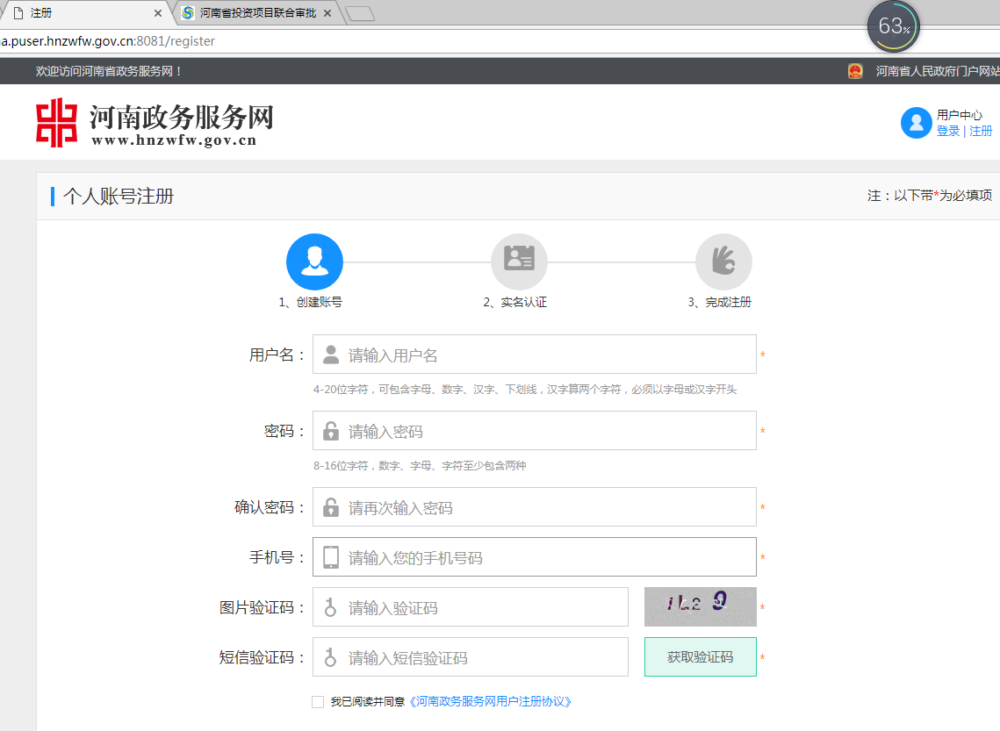 注册
河南省投资项目联合审批
a.puser.hnzwfw.gov.cn:8081/register
63%
欢迎访问河南省政务服务网！
河南省人民政府门户网站
河南政务服务网
www.hnzwfw.gov.cn
用户中心
登录 | 注册
个人账号注册
注：以下带*为必填项
1、创建账号
2、实名认证
3、完成注册
用户名： 请输入用户名 *
4-20位字符，可包含字母、数字、汉字、下划线，汉字算两个字符，必须以字母或汉字开头
密码： 请输入密码 *
8-16位字符，数字、字母、字符至少包含两种
确认密码： 请再次输入密码 *
手机号： 请输入您的手机号码 *
图片验证码： 请输入验证码 *
短信验证码： 请输入短信验证码 获取验证码 *
我已阅读并同意《河南政务服务网用户注册协议》